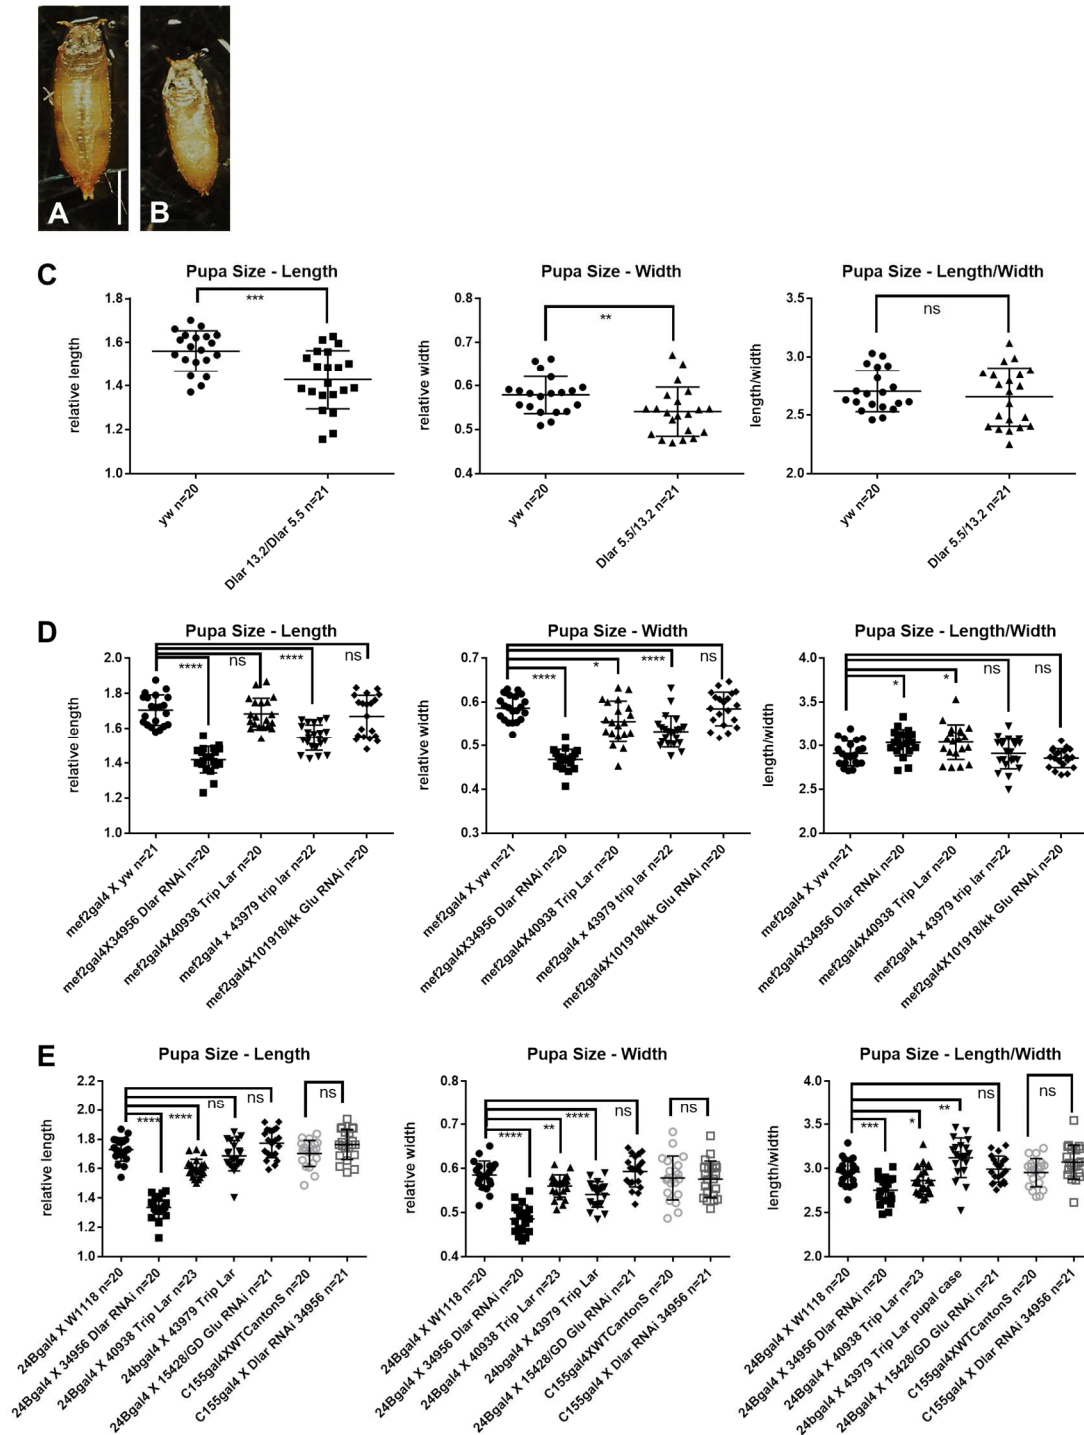 A
B
C
Pupa Size - Length
relative length
1.8
1.6
1.4
1.2
1.0
***
yw n=20
Dlar 13.2/Dlar 5.5 n=21
Pupa Size - Width
relative width
0.8
0.7
0.6
0.5
0.4
**
yw n=20
Dlar 5.5/13.2 n=21
Pupa Size - Length/Width
length/width
3.5
3.0
2.5
2.0
ns
yw n=20
Dlar 5.5/13.2 n=21
D
Pupa Size - Length
relative length
2.0
1.8
1.6
1.4
1.2
1.0
****
ns
****
ns
mef2gal4 X yw n=21
mef2gal4X34956 Dlar RNAi n=20
mef2gal4X40938 Trip Lar n=20
mef2gal4 x 43979 trip lar n=22
mef2gal4X101918/kk Glu RNAi n=20
Pupa Size - Width
relative width
0.7
0.6
0.5
0.4
0.3
****
*
****
ns
mef2gal4 X yw n=21
mef2gal4X34956 Dlar RNAi n=20
mef2gal4X40938 Trip Lar n=20
mef2gal4 x 43979 trip lar n=22
mef2gal4X101918/kk Glu RNAi n=20
Pupa Size - Length/Width
length/width
4.0
3.5
3.0
2.5
2.0
*
*
ns
ns
mef2gal4 X yw n=21
mef2gal4X34956 Dlar RNAi n=20
mef2gal4X40938 Trip Lar n=20
mef2gal4 x 43979 trip lar n=22
mef2gal4X101918/kk Glu RNAi n=20
E
Pupa Size - Length
relative length
2.2
2.0
1.8
1.6
1.4
1.2
1.0
****
****
ns
ns
ns
24Bgal4 X W1118 n=20
24Bgal4 X 34956 Dlar RNAi n=20
24Bgal4 X 40938 Trip Lar n=23
24bgal4 X 43979 Trip Lar
24Bgal4 X 15428/GD Glu RNAi n=21
C155gal4XWTCantonS n=20
C155gal4 X Dlar RNAi 34956 n=21
Pupa Size - Width
relative width
0.8
0.7
0.6
0.5
0.4
****
**
****
ns
ns
24Bgal4 X W1118 n=20
24Bgal4 X 34956 Dlar RNAi n=20
24Bgal4 X 40938 Trip Lar n=23
24bgal4 X 43979 Trip Lar
24Bgal4 X 15428/GD Glu RNAi n=21
C155gal4XWTCantonS n=20
C155gal4 X Dlar RNAi 34956 n=21
Pupa Size - Length/Width
length/width
4.0
3.5
3.0
2.5
2.0
***
*
**
ns
ns
24Bgal4 X W1118 n=20
24Bgal4 X 34956 Dlar RNAi n=20
24Bgal4 X 40938 Trip Lar n=23
24bgal4 x 43979 Trip Lar pupal case
24Bgal4 X 15428/GD Glu RNAi n=21
C155gal4XWTCantonS n=20
C155gal4 X Dlar RNAi 34956 n=21